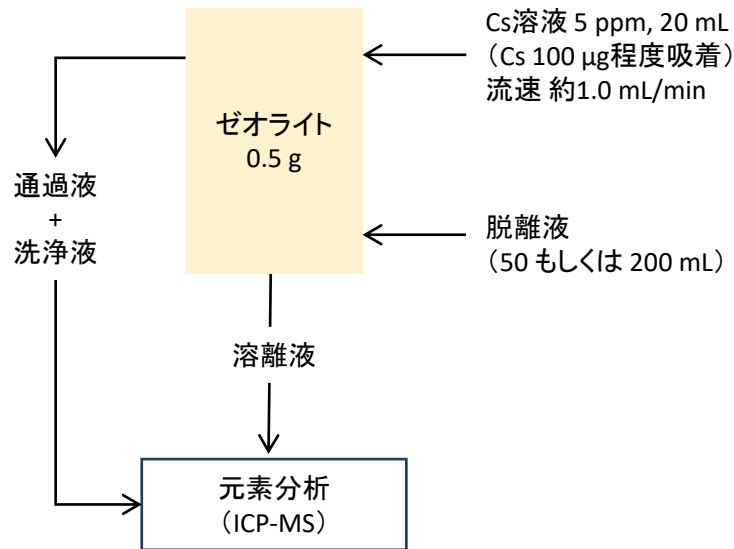 Cs溶液 5 ppm, 20 mL
（Cs 100 μg程度吸着）
流速 約1.0 mL/min
ゼオライト
0.5 g
通過液
+
洗浄液
脱離液
（50 もしくは 200 mL）
溶離液
元素分析
（ICP-MS）